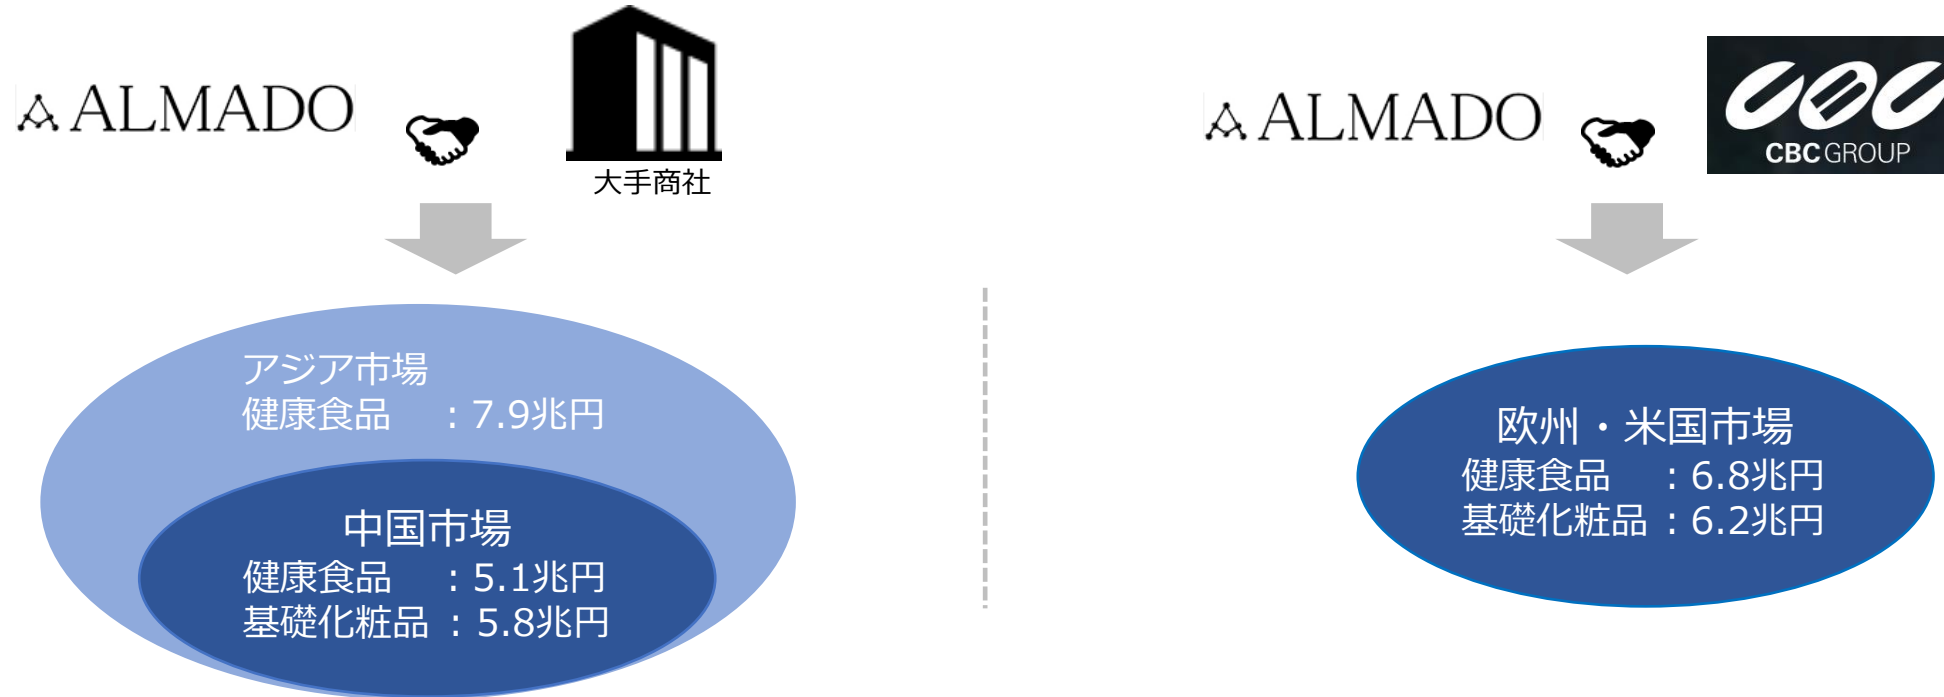 ALMADO
大手商社
アジア市場
健康食品　：7.9兆円
中国市場
健康食品　：5.1兆円
基礎化粧品：5.8兆円
ALMADO
CBC
CBC GROUP
欧州・米国市場
健康食品　：6.8兆円
基礎化粧品：6.2兆円